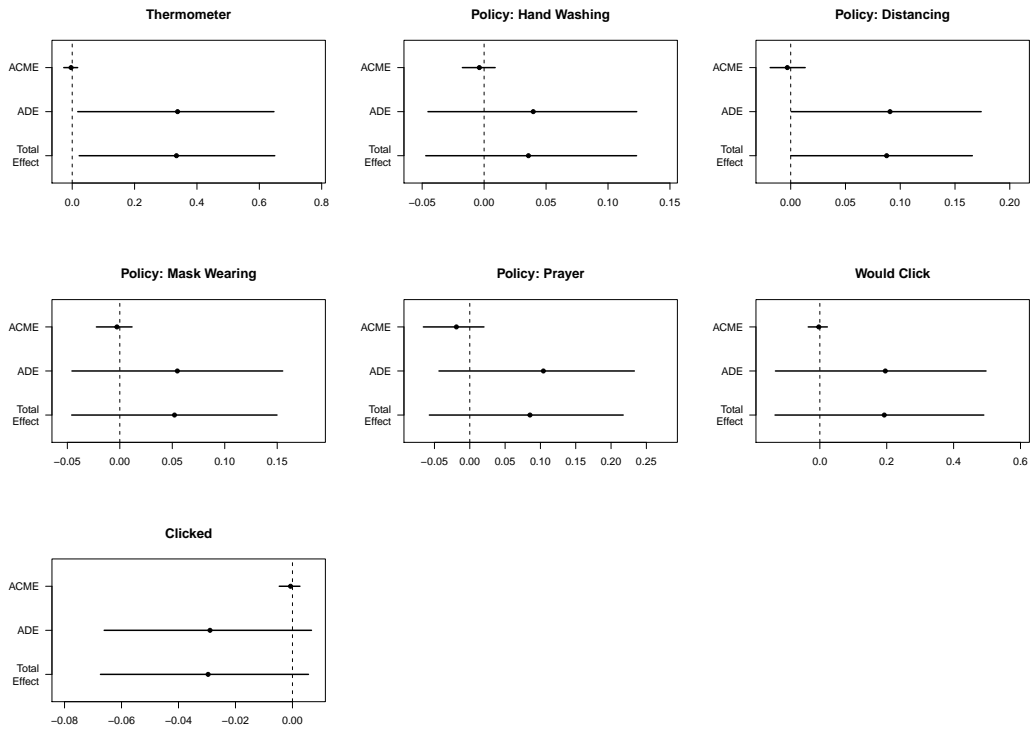 Thermometer
ACME
ADE
Total
Effect
0.0 0.2 0.4 0.6 0.8
Policy: Hand Washing
ACME
ADE
Total
Effect
−0.05 0.00 0.05 0.10 0.15
Policy: Distancing
ACME
ADE
Total
Effect
0.00 0.05 0.10 0.15 0.20
Policy: Mask Wearing
ACME
ADE
Total
Effect
−0.05 0.00 0.05 0.10 0.15
Policy: Prayer
ACME
ADE
Total
Effect
−0.05 0.00 0.05 0.10 0.15 0.20 0.25
Would Click
ACME
ADE
Total
Effect
0.0 0.2 0.4 0.6
Clicked
ACME
ADE
Total
Effect
−0.08 −0.06 −0.04 −0.02 0.00